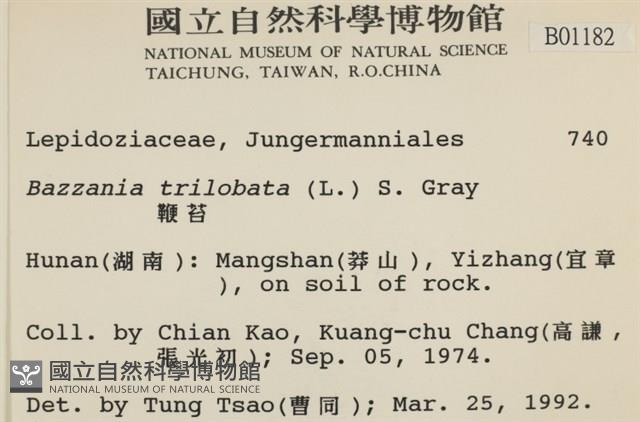 國立自然科學博物館
B01182
NATIONAL MUSEUM OF NATURAL SCIENCE
TAICHUNG, TAIWAN, R.O.CHINA
Lepidoziaceae, Jungermanniales 740
Bazzania trilobata (L.) S. Gray
鞭苔
Hunan(湖南): Mangshan(莽山), Yizhang(宜章
), on soil of rock.
Coll. by Chian Kao, Kuang-chu Chang(高謙,
張光初); Sep. 05, 1974.
國立自然科學博物館
NATIONAL MUSEUM OF NATURAL SCIENCE
Det. by Tung Tsao(曹同); Mar. 25, 1992.